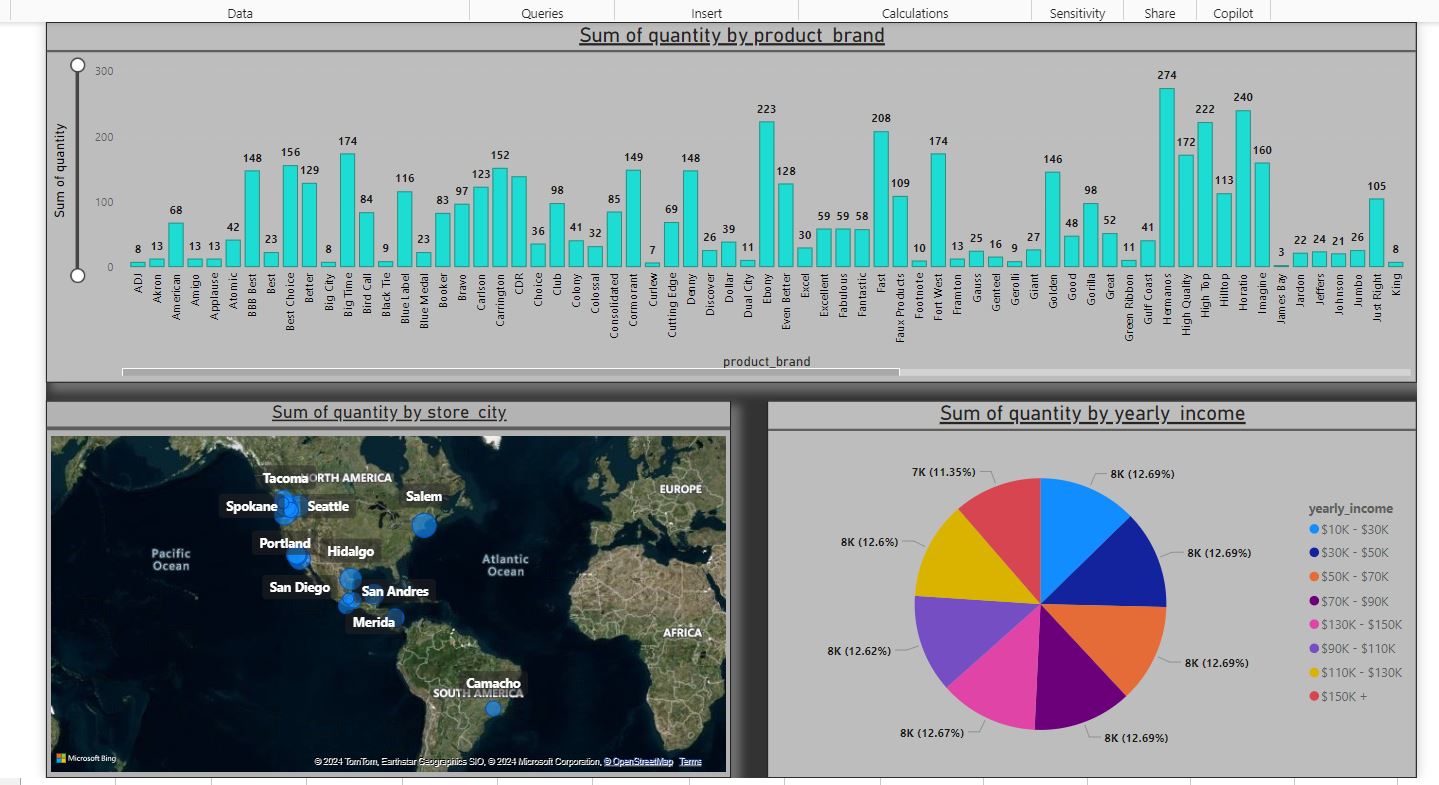 Data Queries Insert Calculations Sensitivity Share Copilot
Sum of quantity by product_brand
Sum of quantity
300
200
100
0
8 13 68 13 13 42 148 23 156 129 8 174 84 9 116 23 83 97 123 152 36 98 41 32 85 149 7 69 148 26 39 11 223 128 30 59 59 58 208 109 10 174 13 25 16 9 27 146 48 98 52 11 41 274 172 222 113 240 160 3 22 24 21 26 105 8
ADJ Akron American Amigo Applause Atomic BBB Best Best Best Choice Better Big City Big Time Bird Call Black Tie Blue Label Blue Medal Booker Bravo Carlson Carrington CDR Choice Club Colony Colossal Consolidated Cormorant Curlew Cutting Edge Denny Discover Dollar Dual City Ebony Even Better Excel Excellent Fabulous Fantastic Fast Faux Products Footnote Fort West Framton Gauss Genteel Gerolli Giant Golden Good Gorilla Great Green Ribbon Gulf Coast Hermanos High Quality High Top Hilltop Horatio Imagine James Bay Jardon Jeffers Johnson Jumbo Just Right King
product_brand
Sum of quantity by store_city
Tacoma
NORTH AMERICA
Salem
EUROPE
Spokane
Seattle
Portland
Hidalgo
Pacific
Ocean
Atlantic
Ocean
San Diego
San Andres
Merida
AFRICA
Camacho
SOUTH AMERICA
Microsoft Bing
© 2024 TomTom, Earthstar Geographics SIO, © 2024 Microsoft Corporation, © OpenStreetMap Terms
Sum of quantity by yearly_income
7K (11.35%)
8K (12.69%)
8K (12.6%)
8K (12.69%)
8K (12.62%)
8K (12.69%)
8K (12.67%)
8K (12.69%)
yearly_income
$10K - $30K
$30K - $50K
$50K - $70K
$70K - $90K
$130K - $150K
$90K - $110K
$110K - $130K
$150K +